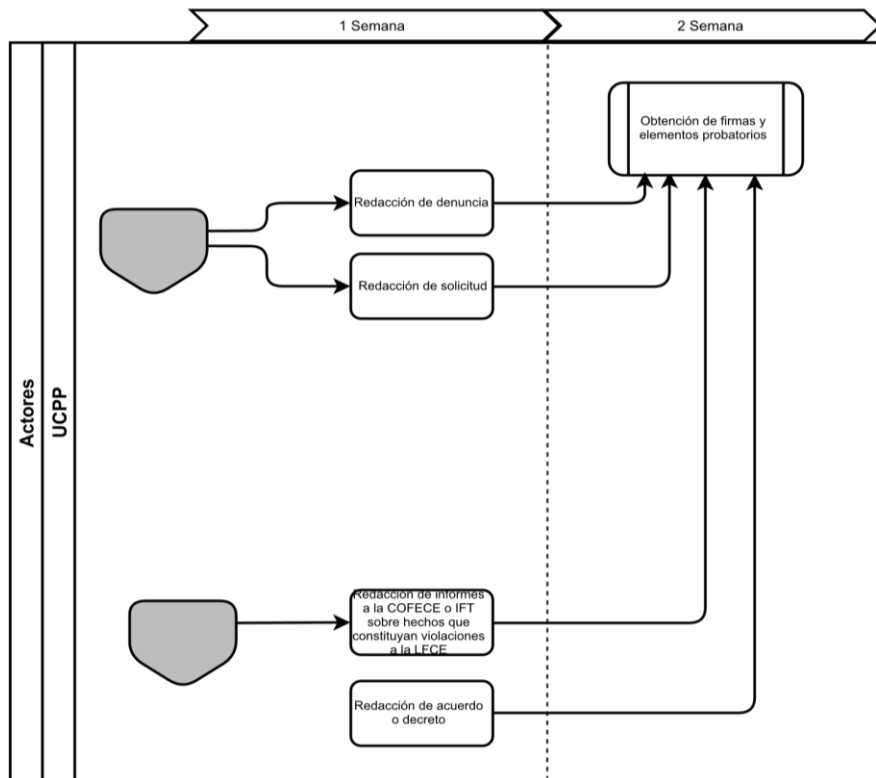 1 Semana
2 Semana
Actores
UCPP
Obtención de firmas y
elementos probatorios
Redacción de denuncia
Redacción de solicitud
Redacción de informes
a la COFECE o IFT
sobre hechos que
constituyan violaciones
a la LFCE
Redacción de acuerdo
o decreto